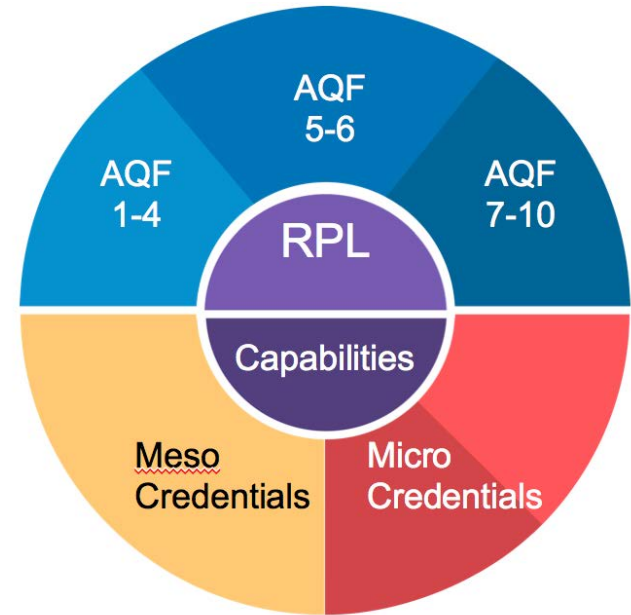 AQF
5-6
AQF
1-4
AQF
7-10
RPL
Capabilities
Meso
Credentials
Micro
Credentials